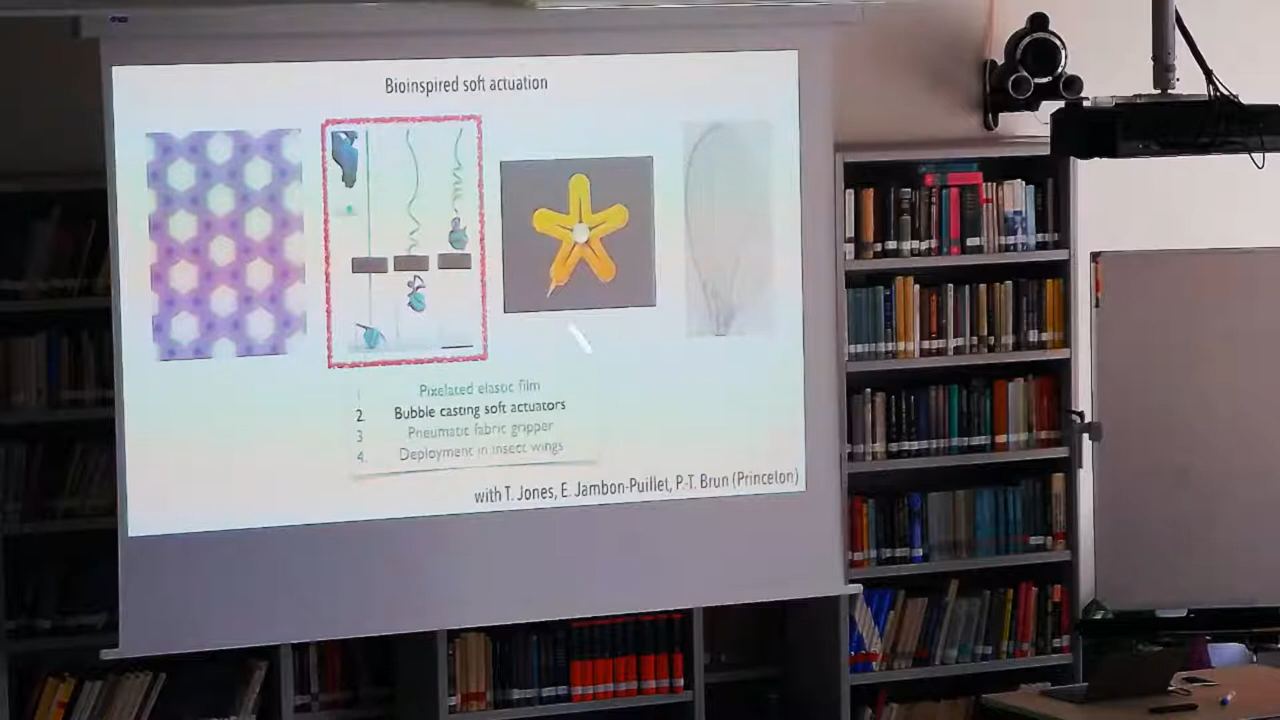 Bioinspired soft actuation
1 Pixelated elastic film
2. Bubble casting soft actuators
3 Pneumatic fabric gripper
4. Deployment in insect wings
with T. Jones, E. Jambon-Puillet, P.-T. Brun (Princeton)